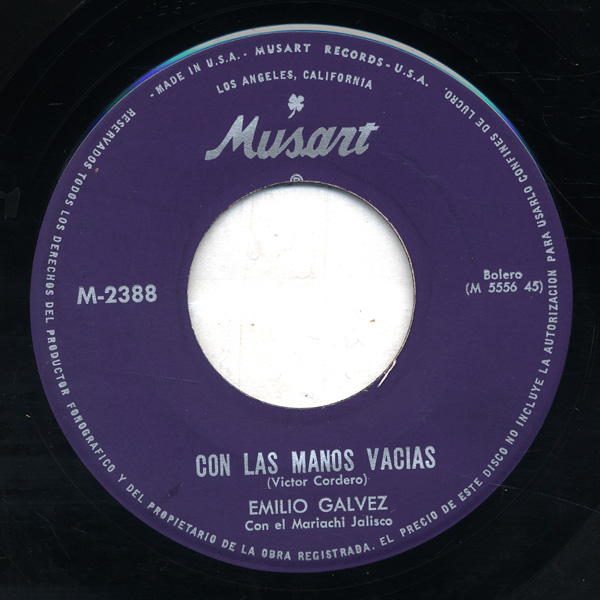 -MADE IN U.S.A.- MUSART RECORDS-U.S.A.
LOS ANGELES, CALIFORNIA
Musart
℗
M-2388
Bolero
(M 5556 45)
CON LAS MANOS VACIAS
(Victor Cordero)
EMILIO GALVEZ
Con el Mariachi Jalisco
RESERVADOS TODOS LOS DERECHOS DEL PRODUCTOR FONOGRAFICO Y DEL PROPIETARIO DE LA OBRA REGISTRADA. EL PRECIO DE ESTE DISCO NO INCLUYE LA AUTORIZACION PARA USARLO CONFINES DE LUCRO.